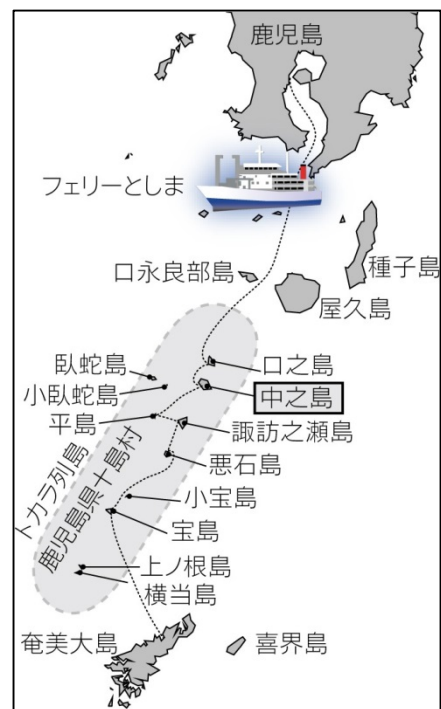 鹿児島
フェリーとしま
口永良部島
種子島
屋久島
臥蛇島
口之島
小臥蛇島
中之島
平島
諏訪之瀬島
悪石島
トカラ列島
鹿児島県十島村
小宝島
宝島
上ノ根島
横当島
奄美大島
喜界島